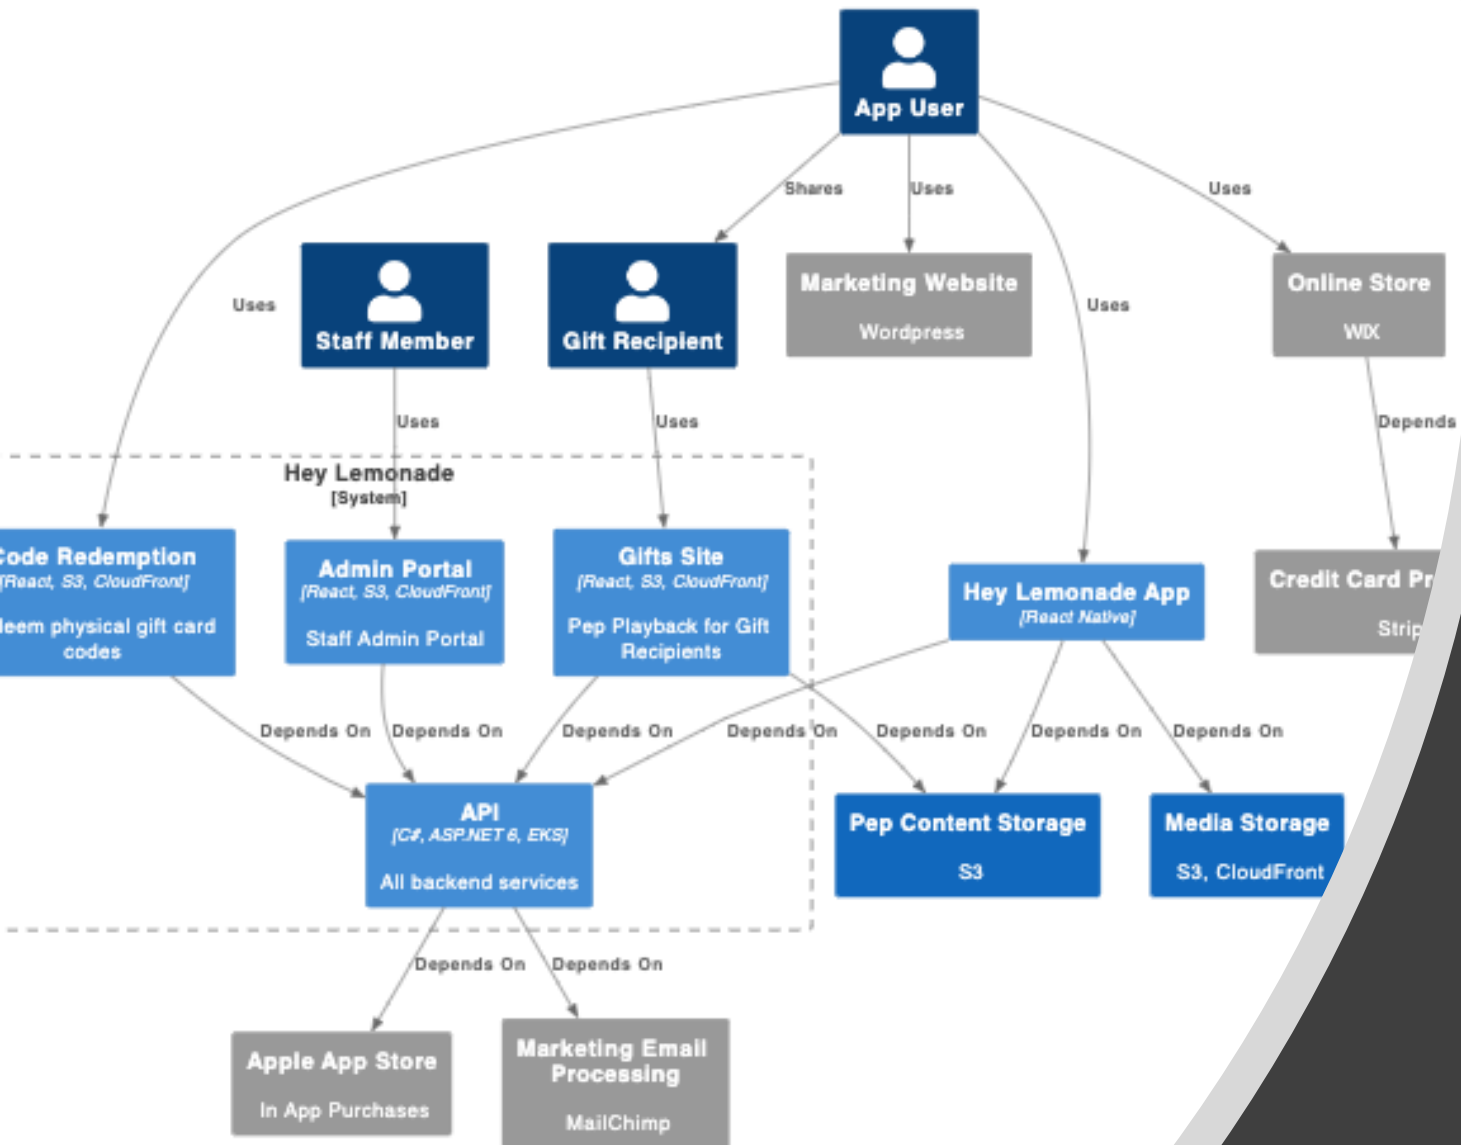 App User
Shares
Uses
Uses
Uses
Staff Member
Gift Recipient
Marketing Website
Wordpress
Uses
Online Store
WIX
Uses
Uses
Depends
Hey Lemonade
[System]
Code Redemption
[React, S3, CloudFront]
deem physical gift card
codes
Admin Portal
[React, S3, CloudFront]
Staff Admin Portal
Gifts Site
[React, S3, CloudFront]
Pep Playback for Gift
Recipients
Hey Lemonade App
[React Native]
Credit Card Pr
Strip
Depends On
Depends On
Depends On
Depends On
Depends On
Depends On
Depends On
API
[C#, ASP.NET 6, EKS]
All backend services
Pep Content Storage
S3
Media Storage
S3, CloudFront
Depends On
Depends On
Apple App Store
In App Purchases
Marketing Email
Processing
MailChimp